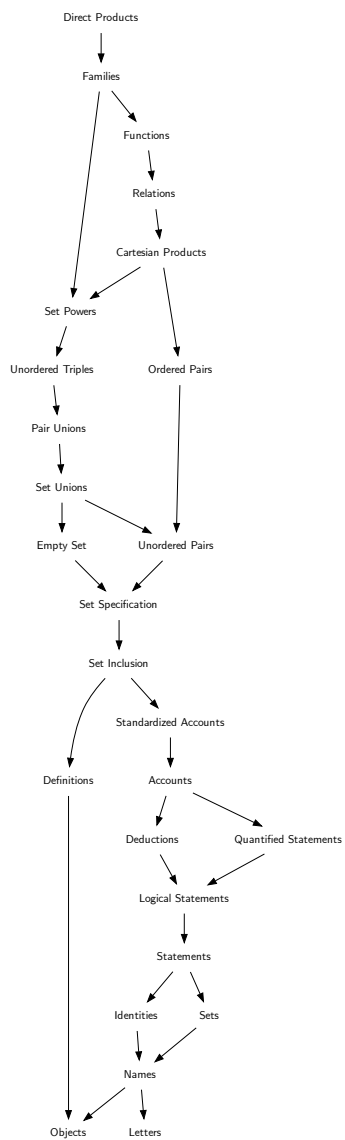 Direct Products
Families
Functions
Relations
Cartesian Products
Set Powers
Unordered Triples
Ordered Pairs
Pair Unions
Set Unions
Empty Set
Unordered Pairs
Set Specification
Set Inclusion
Standardized Accounts
Definitions
Accounts
Deductions
Quantified Statements
Logical Statements
Statements
Identities
Sets
Names
Objects
Letters